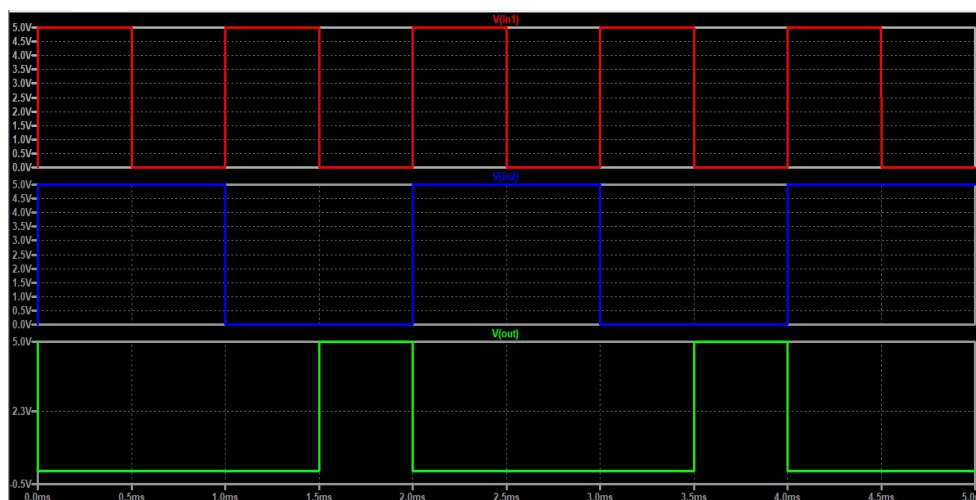 V(in1)
5.0V
4.5V
4.0V
3.5V
3.0V
2.5V
2.0V
1.5V
1.0V
0.5V
0.0V
V(in2)
5.0V
4.5V
4.0V
3.5V
3.0V
2.5V
2.0V
1.5V
1.0V
0.5V
0.0V
V(out)
5.0V
2.3V
-0.5V
0.0ms 0.5ms 1.0ms 1.5ms 2.0ms 2.5ms 3.0ms 3.5ms 4.0ms 4.5ms